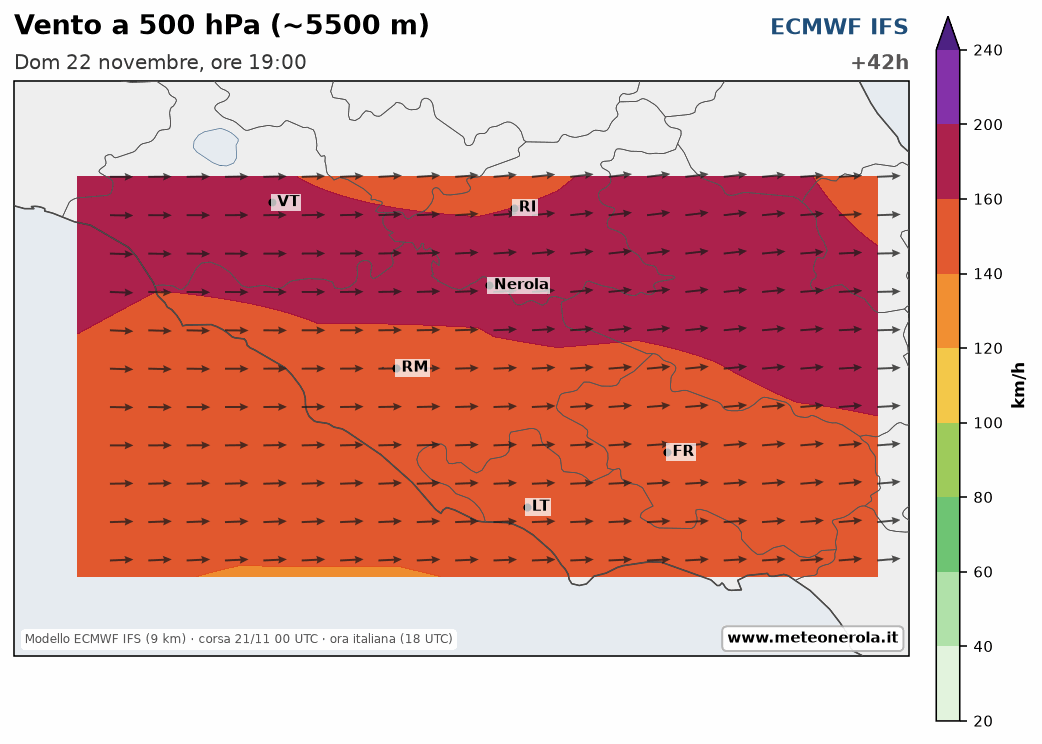 Vento a 500 hPa (~5500 m)
ECMWF IFS
Dom 22 novembre, ore 19:00
+42h
VT
RI
Nerola
RM
FR
LT
Modello ECMWF IFS (9 km) · corsa 21/11 00 UTC · ora italiana (18 UTC)
www.meteonerola.it
240
200
160
140
120
100
80
60
40
20
km/h